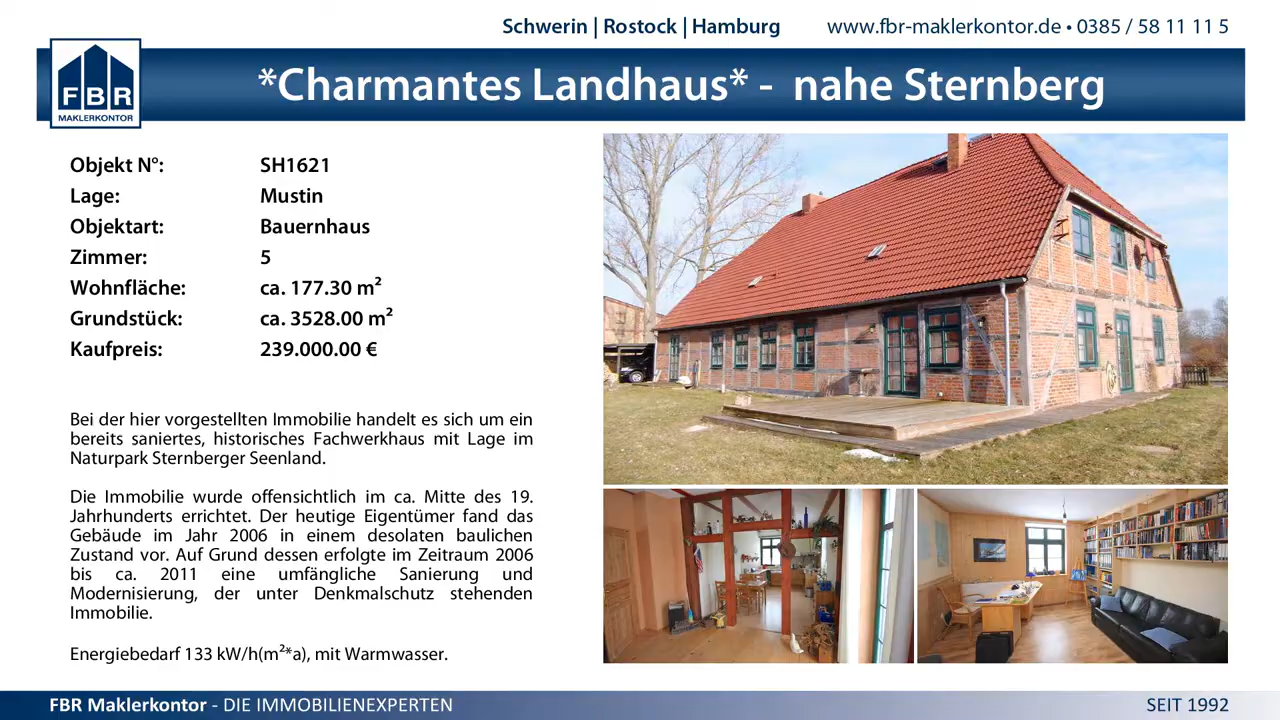 Schwerin | Rostock | Hamburg www.fbr-maklerkontor.de • 0385 / 58 11 11 5
FBR
MAKLERKONTOR
*Charmantes Landhaus* - nahe Sternberg
Objekt N°: SH1621
Lage: Mustin
Objektart: Bauernhaus
Zimmer: 5
Wohnfläche: ca. 177.30 m²
Grundstück: ca. 3528.00 m²
Kaufpreis: 239.000.00 €
Bei der hier vorgestellten Immobilie handelt es sich um ein
bereits saniertes, historisches Fachwerkhaus mit Lage im
Naturpark Sternberger Seenland.
Die Immobilie wurde offensichtlich im ca. Mitte des 19.
Jahrhunderts errichtet. Der heutige Eigentümer fand das
Gebäude im Jahr 2006 in einem desolaten baulichen
Zustand vor. Auf Grund dessen erfolgte im Zeitraum 2006
bis ca. 2011 eine umfängliche Sanierung und
Modernisierung, der unter Denkmalschutz stehenden
Immobilie.
Energiebedarf 133 kW/h(m²*a), mit Warmwasser.
FBR Maklerkontor - DIE IMMOBILIENEXPERTEN SEIT 1992